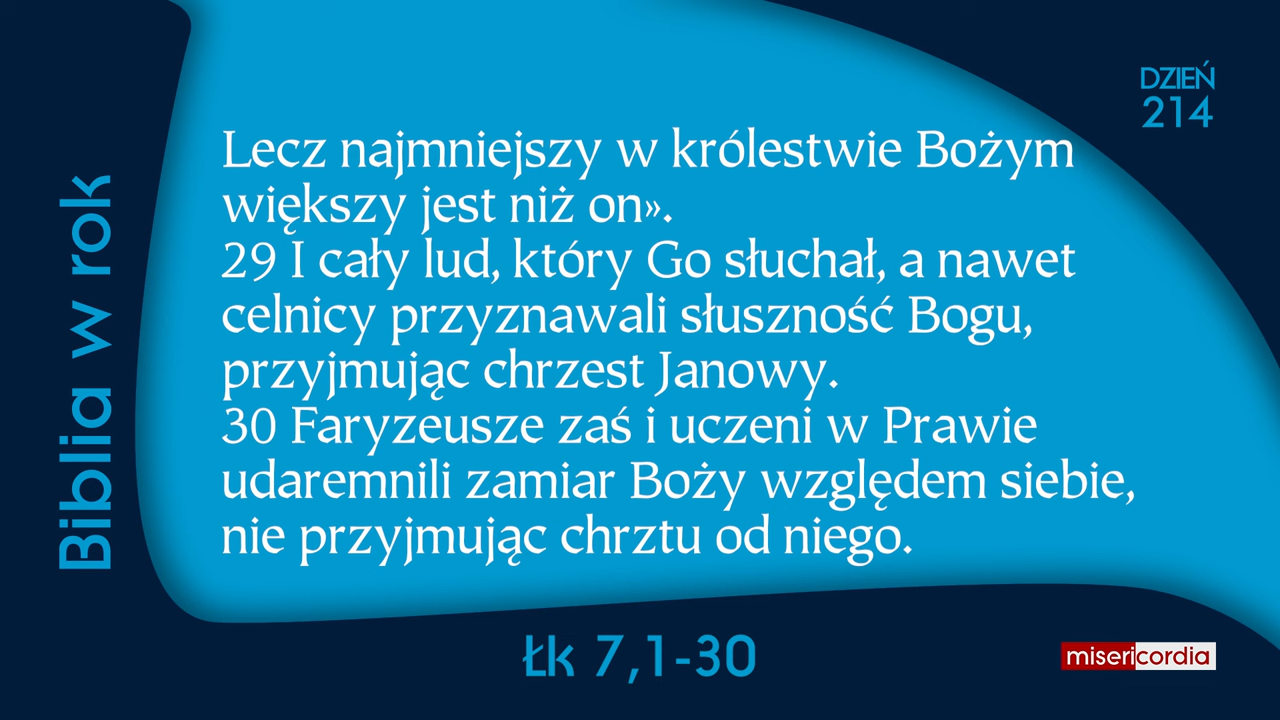 DZIEŃ
214
Biblia w rok
Lecz najmniejszy w królestwie Bożym
większy jest niż on».
29 I cały lud, który Go słuchał, a nawet
celnicy przyznawali słuszność Bogu,
przyjmując chrzest Janowy.
30 Faryzeusze zaś i uczeni w Prawie
udaremnili zamiar Boży względem siebie,
nie przyjmując chrztu od niego.
Łk 7,1-30
misericordia